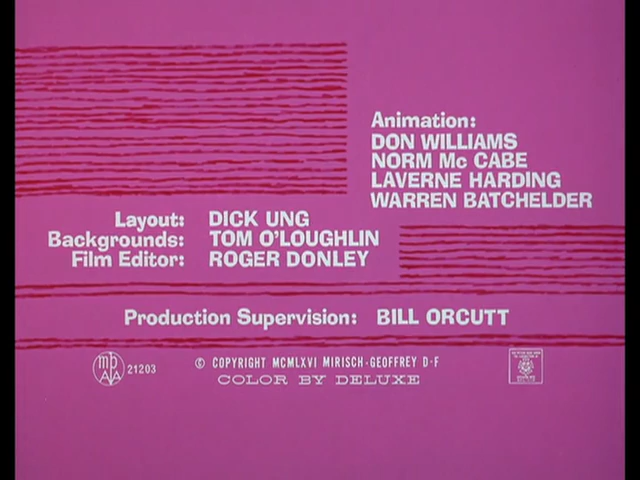 Animation:
DON WILLIAMS
NORM Mc CABE
LAVERNE HARDING
WARREN BATCHELDER
Layout: DICK UNG
Backgrounds: TOM O'LOUGHLIN
Film Editor: ROGER DONLEY
Production Supervision: BILL ORCUTT
21203
© COPYRIGHT MCMLXVI MIRISCH-GEOFFREY D-F
COLOR BY DELUXE